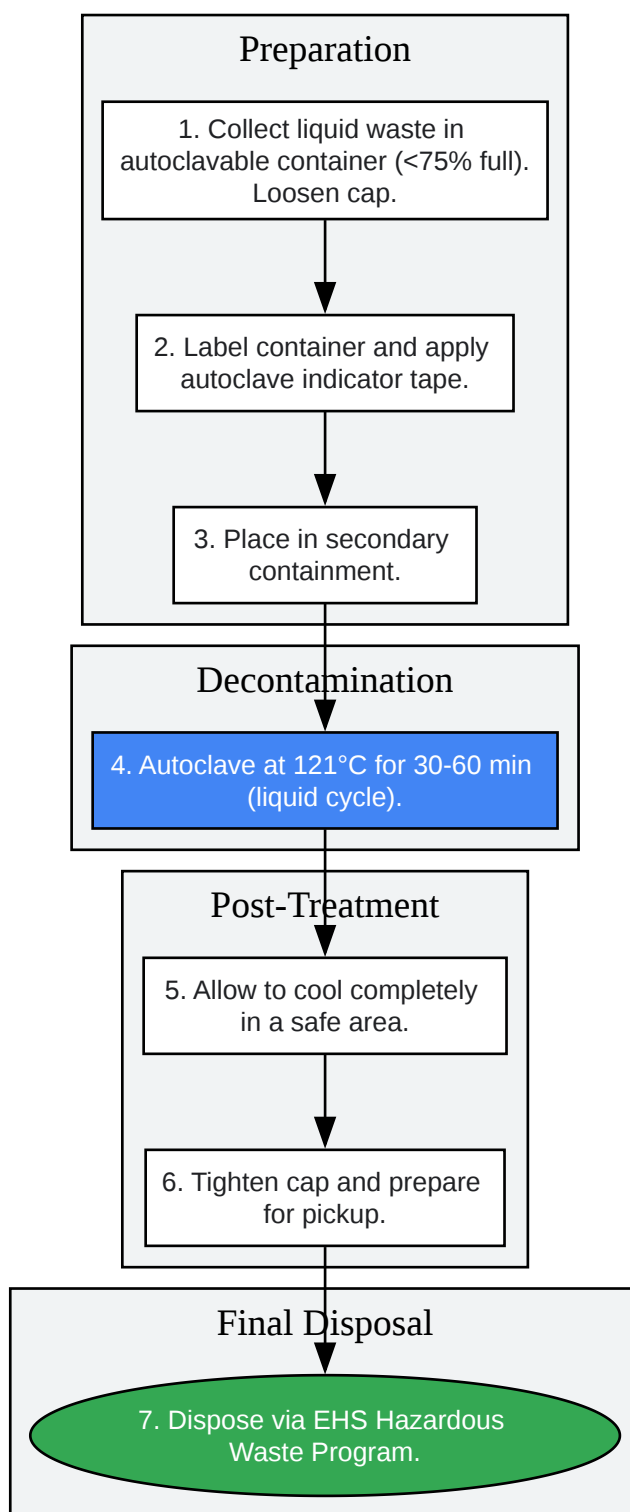 Preparation
1. Collect liquid waste in
autoclavable container (<75% full).
Loosen cap.
2. Label container and apply
autoclave indicator tape.
3. Place in secondary
containment.
Decontamination
4. Autoclave at 121°C for 30-60 min
(liquid cycle).
Post-Treatment
5. Allow to cool completely
in a safe area.
6. Tighten cap and prepare
for pickup.
Final Disposal
7. Dispose via EHS Hazardous
Waste Program.